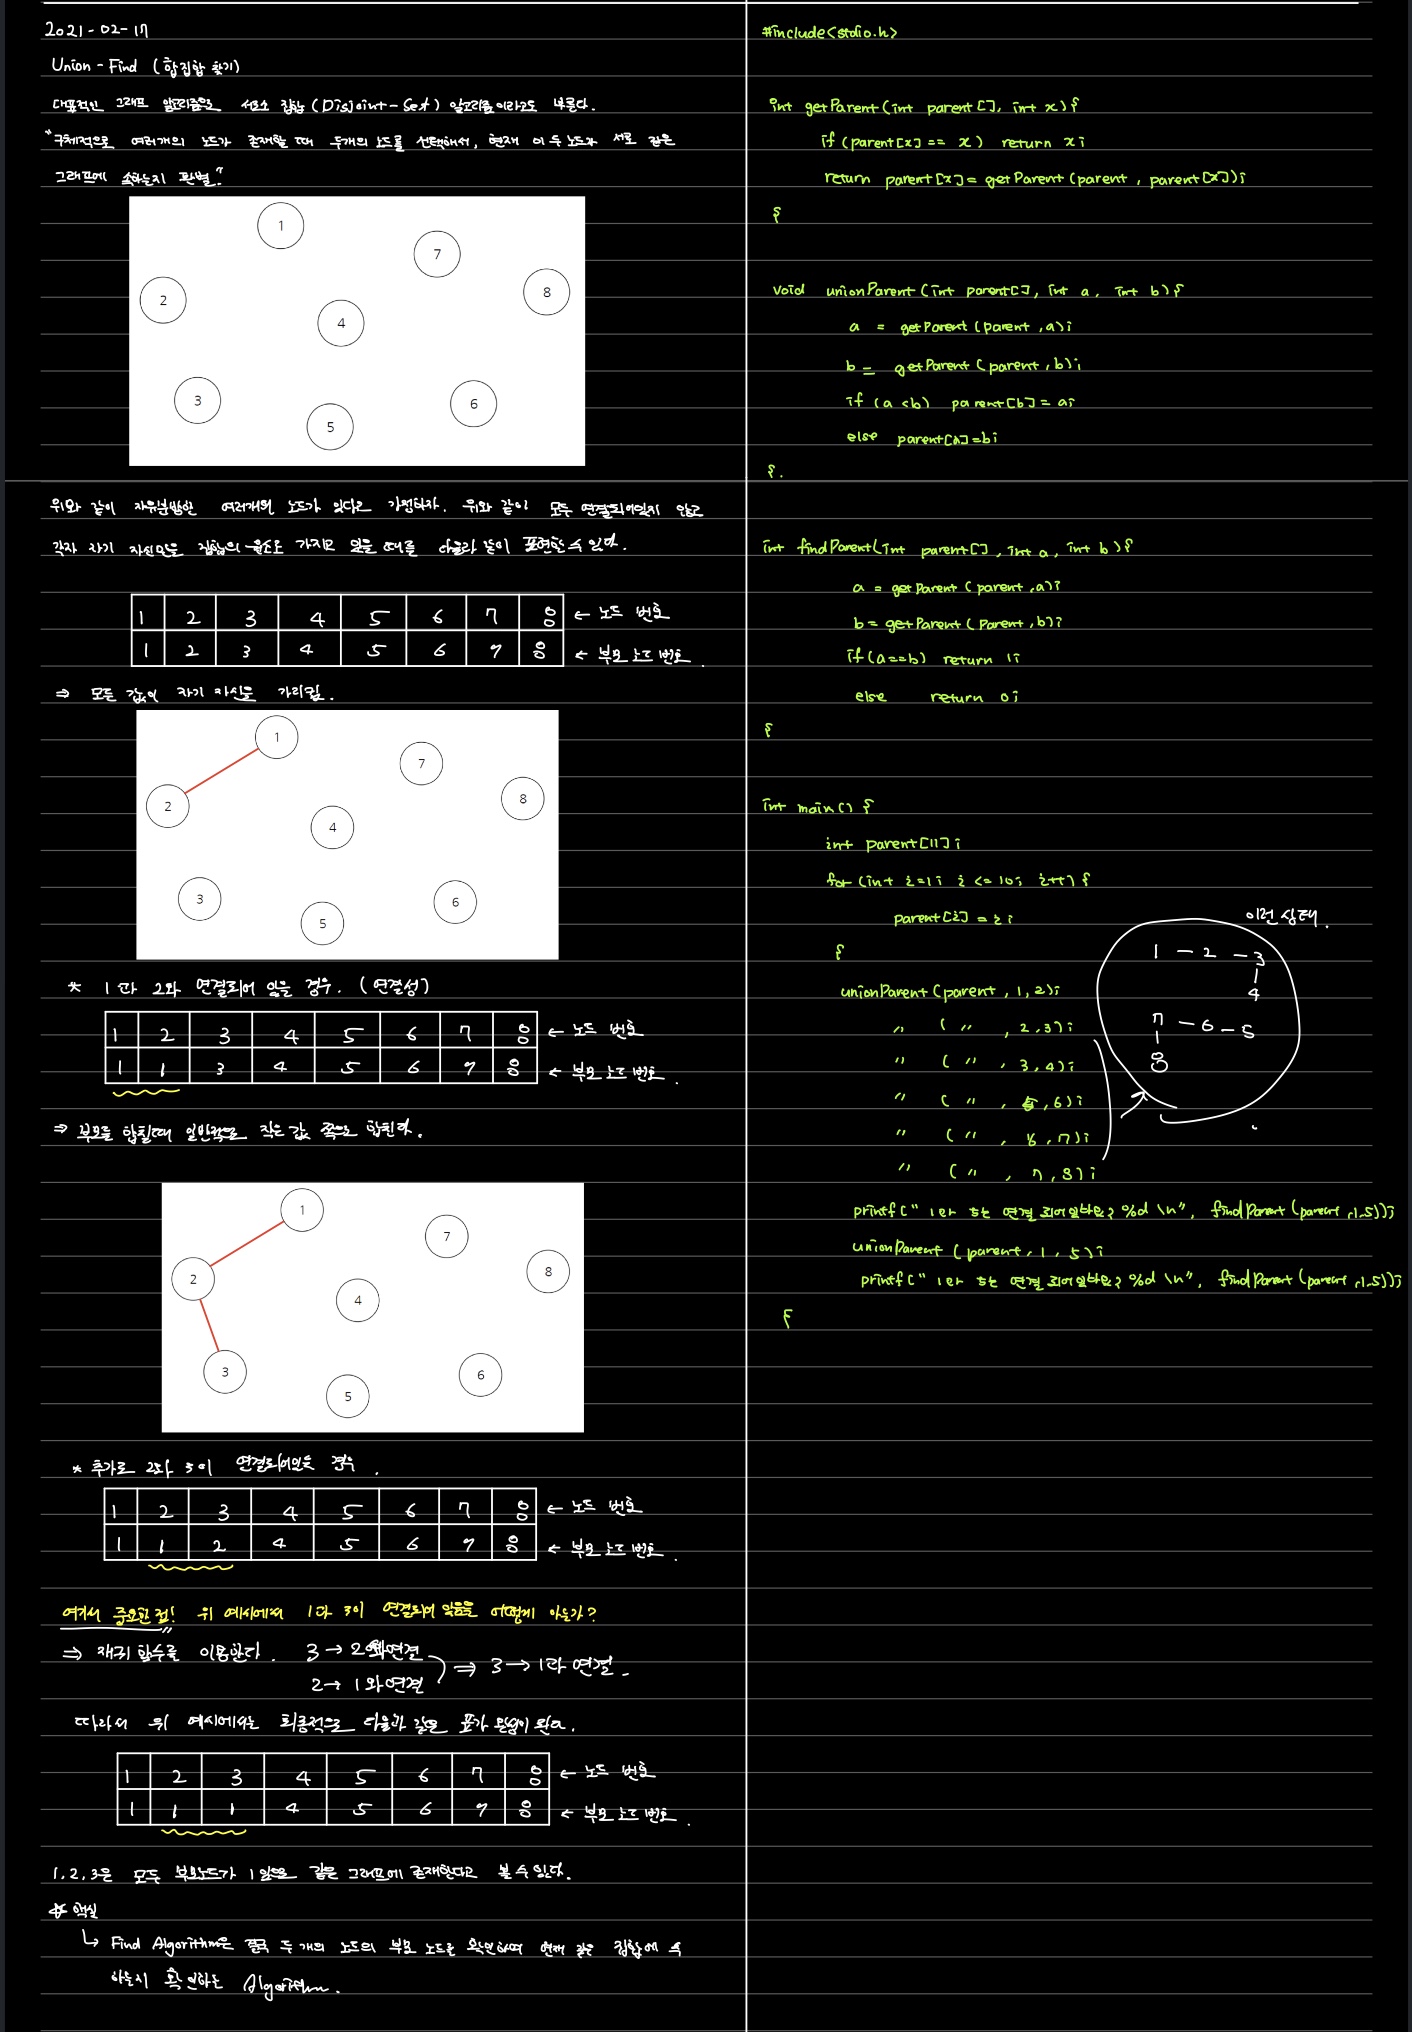 2021-02-17
Union-Find (합집합 찾기)
대표적인 그래프 알고리즘으로 서로소 집합 (Disjoint-Set) 알고리즘이라고도 부른다.
"구체적으로 여러개의 노드가 존재할 때 두개의 노드를 선택해서, 현재 이 두 노드가 서로 같은
그래프에 속하는지 판별."
1
7
8
2
4
3
6
5
위와 같이 자유분방한 여러개의 노드가 있다고 가정하자. 위와 같이 모두 연결되어있지 않고
각자 자기 자신만을 집합의 원소로 가지고 있을 때를 다음과 같이 표현할 수 있다.
1 2 3 4 5 6 7 8 ← 노드 번호
1 2 3 4 5 6 7 8 ← 부모 노드 번호.
⇒ 모든 값이 자기 자신을 가리킴.
1
7
8
2
4
3
6
5
* 1과 2와 연결되어 있을 경우. (연결성)
1 2 3 4 5 6 7 8 ← 노드 번호
1 1 3 4 5 6 7 8 ← 부모 노드 번호.
⇒ 부모를 합칠때 일반적으로 작은 값 쪽으로 합친다.
1
7
8
2
4
3
6
5
* 추가로 2와 3이 연결되어있는 경우.
1 2 3 4 5 6 7 8 ← 노드 번호
1 1 2 4 5 6 7 8 ← 부모 노드 번호.
여기서 중요한 점! 위 예시에서 1과 3이 연결되어 있음을 어떻게 아는가?
⇒ 재귀 함수를 이용한다. 3 → 2와연결
2 → 1와연결 ⇒ 3 → 1과 연결.
따라서 위 예시에서는 최종적으로 다음과 같은 표가 완성이 된다.
1 2 3 4 5 6 7 8 ← 노드 번호
1 1 1 4 5 6 7 8 ← 부모 노드 번호.
1,2,3은 모두 부모노드가 1임으로 같은 그래프에 존재한다고 볼 수 있다.
☆ 핵심
↳ Find Algorithm은 결국 두 개의 노드의 부모 노드를 확인하여 현재 같은 집합에 속
하는지 확인하는 Algorithm.
#include<stdio.h>
int getParent(int parent[], int x){
if(parent[x] == x) return x;
return parent[x] = getParent(parent, parent[x]);
}
void unionParent(int parent[], int a, int b){
a = getParent(parent, a);
b = getParent(parent, b);
if (a<b) parent[b] = a;
else parent[a]=b;
}.
int findParent(int parent[], int a, int b){
a = getParent(parent, a);
b = getParent(parent, b);
if(a==b) return 1;
else return 0;
}
int main() {
int parent[11];
for (int i=1; i <= 10; i++) {
parent[i] = i;
}
이런 상태.
1 - 2 - 3
4
7 - 6 - 5
8
unionParent(parent, 1, 2);
〃 ( 〃 , 2, 3);
〃 ( 〃 , 3, 4);
〃 ( 〃 , 5, 6);
〃 ( 〃 , 6, 7);
〃 ( 〃 , 7, 8);
printf("1과 5는 연결 되어있나요? %d \n", findParent(parent, 1.5));
unionParent (parent, 1, 5);
printf("1과 5는 연결 되어있나요? %d \n", findParent(parent, 1.5));
}